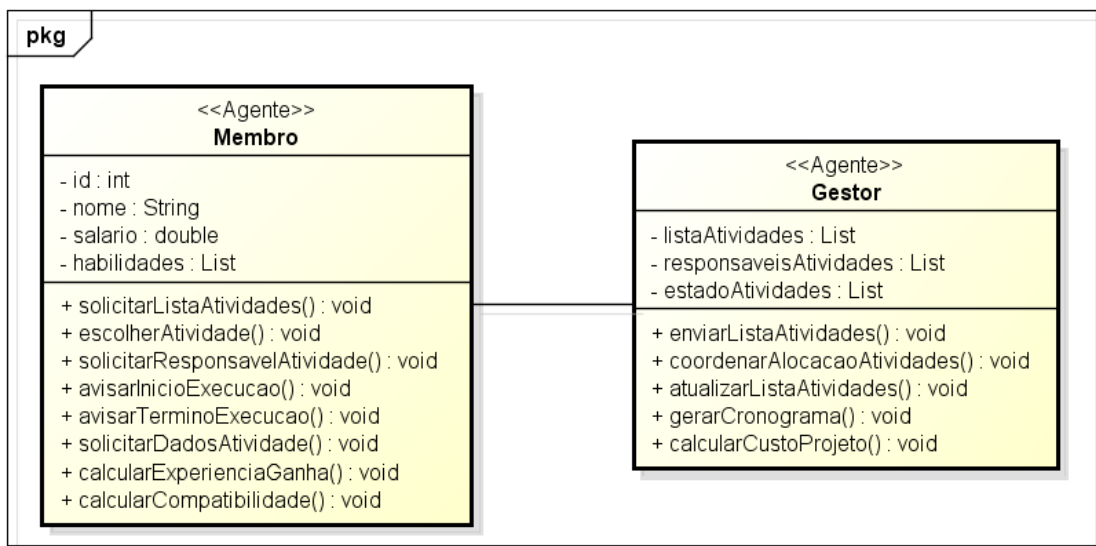 pkg
<<Agente>>
Membro
- id : int
- nome : String
- salario : double
- habilidades : List
+ solicitarListaAtividades() : void
+ escolherAtividade() : void
+ solicitarResponsavelAtividade() : void
+ avisarInicioExecucao() : void
+ avisarTerminoExecucao() : void
+ solicitarDadosAtividade() : void
+ calcularExperienciaGanha() : void
+ calcularCompatibilidade() : void
<<Agente>>
Gestor
- listaAtividades : List
- responsaveisAtividades : List
- estadoAtividades : List
+ enviarListaAtividades() : void
+ coordenarAlocacaoAtividades() : void
+ atualizarListaAtividades() : void
+ gerarCronograma() : void
+ calcularCustoProjeto() : void